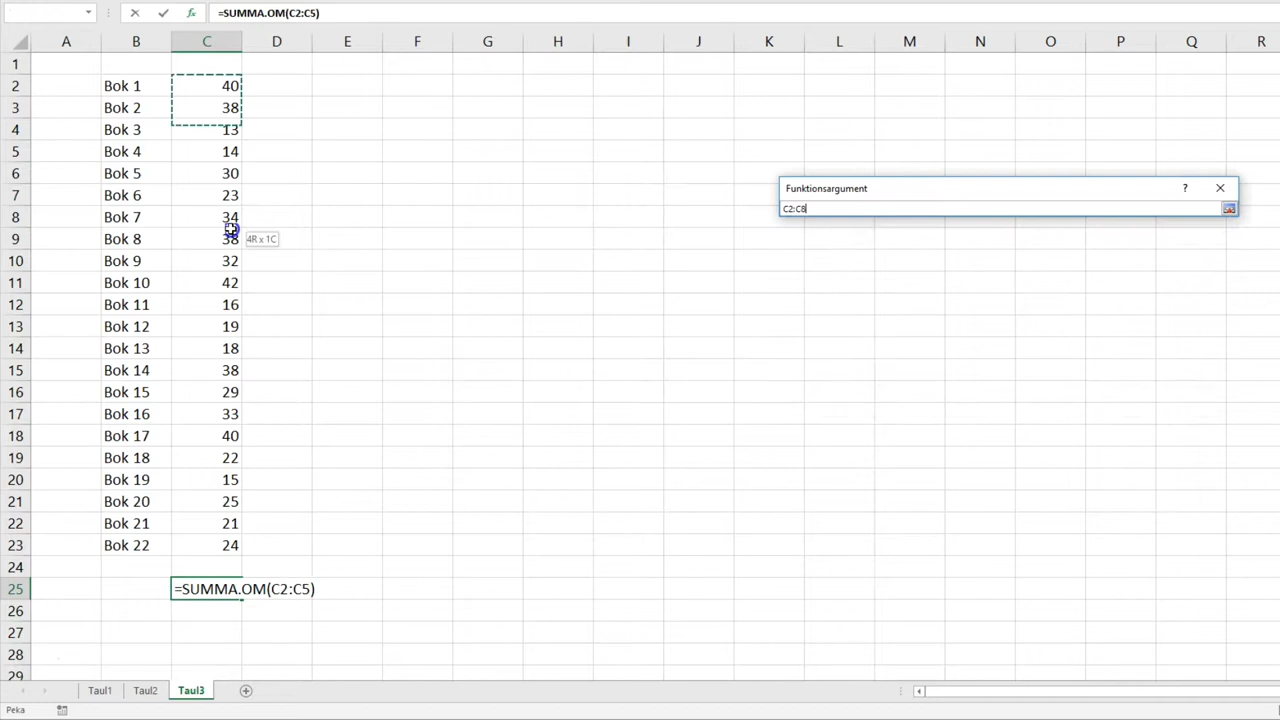 =SUMMA.OM(C2:C5)
A B C D E F G H I J K L M N O P Q R
1
2 Bok 1 40
3 Bok 2 38
4 Bok 3 13
5 Bok 4 14
6 Bok 5 30
Funktionsargument ?
C2:C8
7 Bok 6 23
8 Bok 7 34
9 Bok 8 38 4R x 1C
10 Bok 9 32
11 Bok 10 42
12 Bok 11 16
13 Bok 12 19
14 Bok 13 18
15 Bok 14 38
16 Bok 15 29
17 Bok 16 33
18 Bok 17 40
19 Bok 18 22
20 Bok 19 15
21 Bok 20 25
22 Bok 21 21
23 Bok 22 24
24
25 =SUMMA.OM(C2:C5)
26
27
28
29
Taul1 Taul2 Taul3
Peka